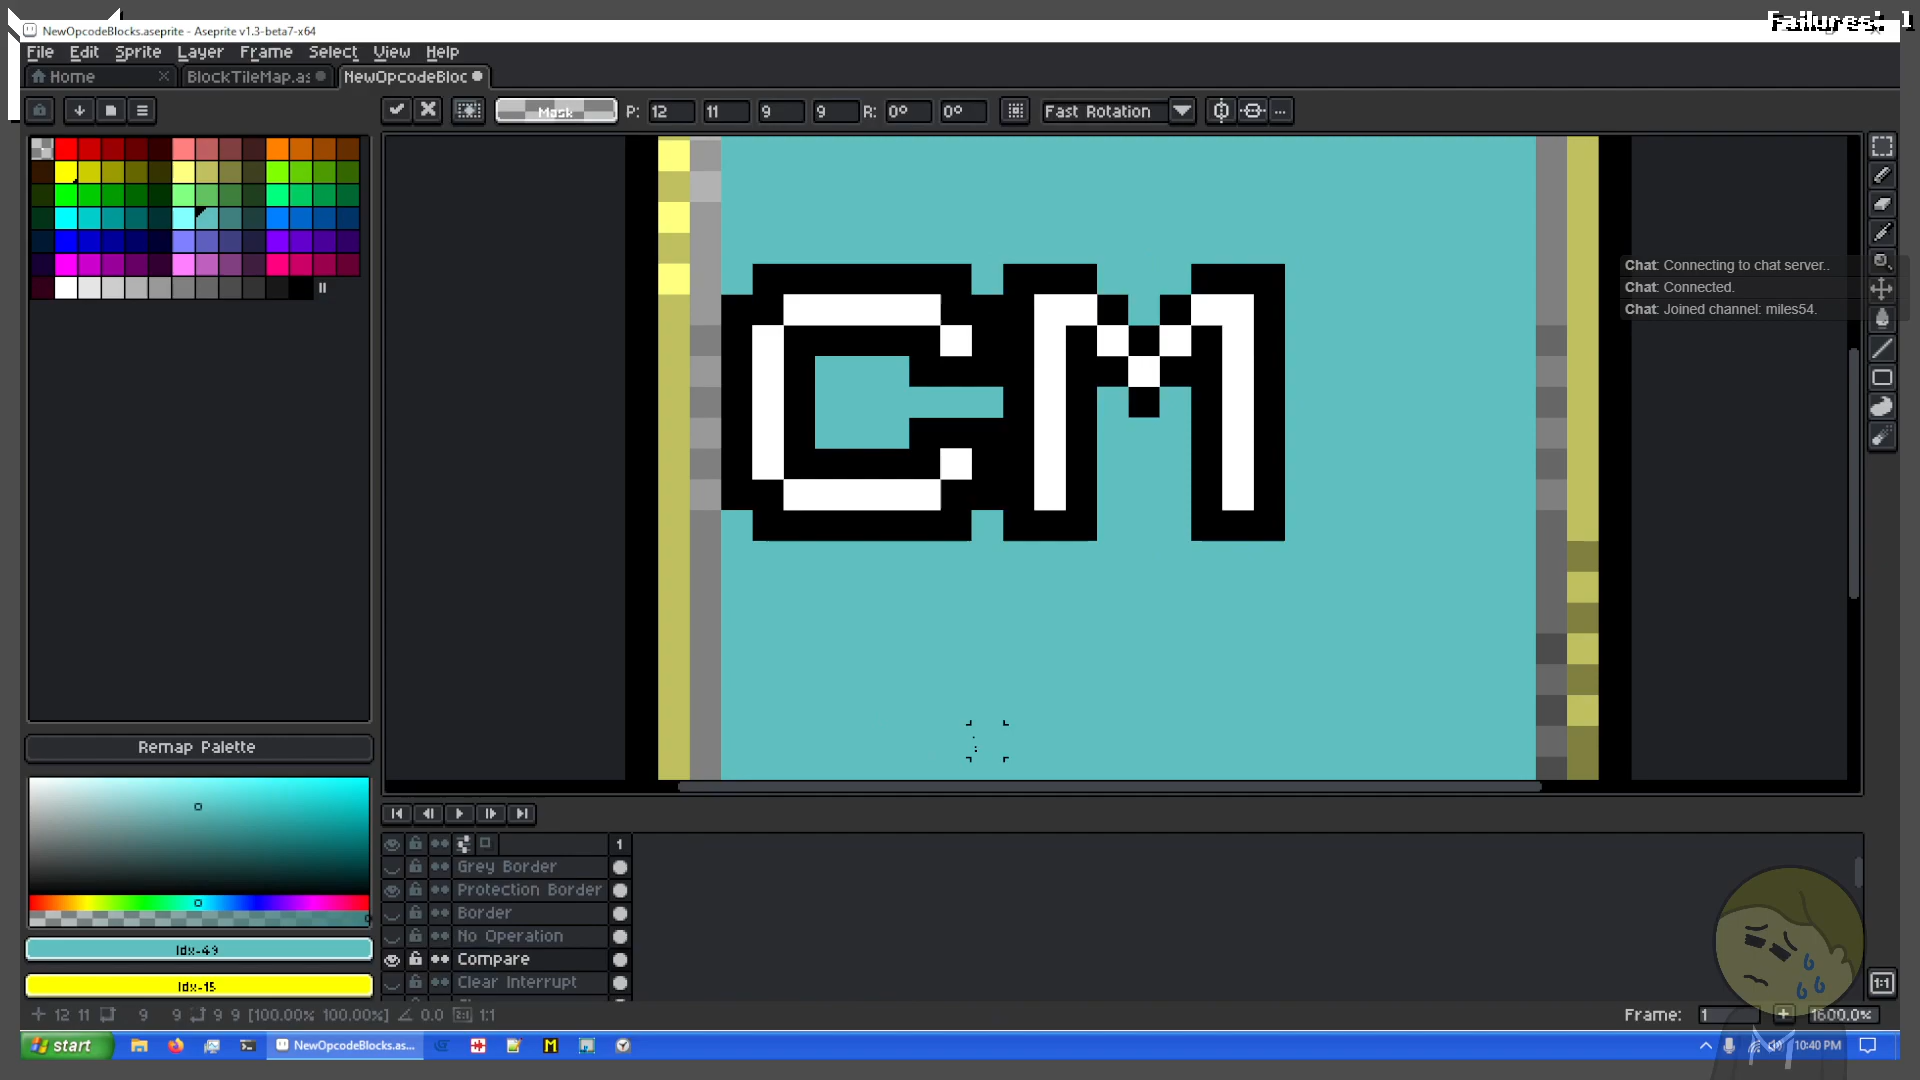 Failures: 1
NewOpcodeBlocks.aseprite - Aseprite v1.3-beta7-x64
File Edit Sprite Layer Frame Select View Help
Home BlockTileMap.as NewOpcodeBloc
Mask P: 12 11 9 9 R: 0° 0° Fast Rotation ...
Chat: Connecting to chat server..
Chat: Connected.
Chat: Joined channel: miles54.
CM
Remap Palette
1
Grey Border
Protection Border
Border
No Operation
Compare
Clear Interrupt
Idx-49
Idx-15
12 11 9 9 9 9 [100.00% 100.00%] 0.0 1:1
Frame: 1 + 1600.0%
1:1
start NewOpcodeBlocks.as... 10:40 PM